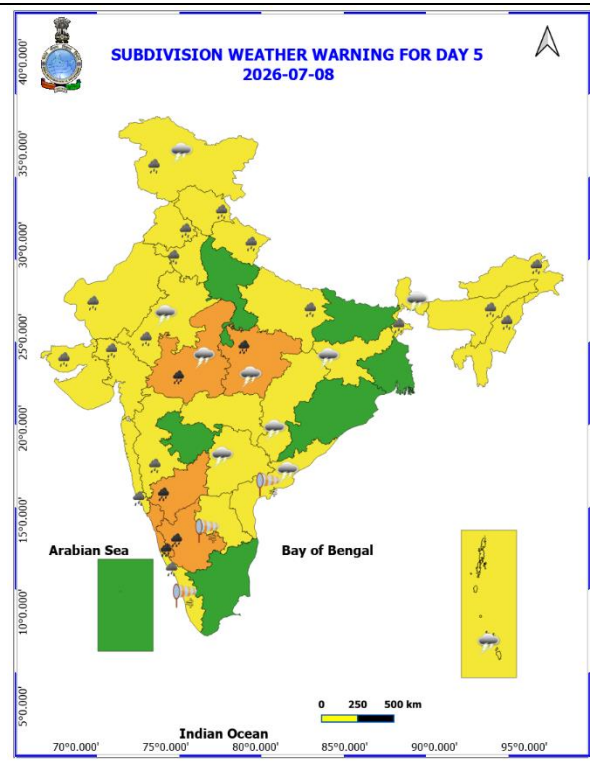 SUBDIVISION WEATHER WARNING FOR DAY 5
2026-07-08
40°0.000'
35°0.000'
30°0.000'
25°0.000'
20°0.000'
15°0.000'
10°0.000'
5°0.000'
Arabian Sea
Bay of Bengal
0 250 500 km
Indian Ocean
70°0.000' 75°0.000' 80°0.000' 85°0.000' 90°0.000' 95°0.000'